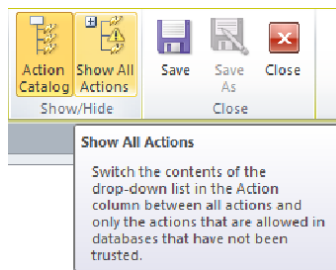 Action Catalog
Show All Actions
Save
Save As
Close
Show/Hide
Close
Show All Actions
Switch the contents of the
drop-down list in the Action
column between all actions and
only the actions that are allowed in
databases that have not been
trusted.